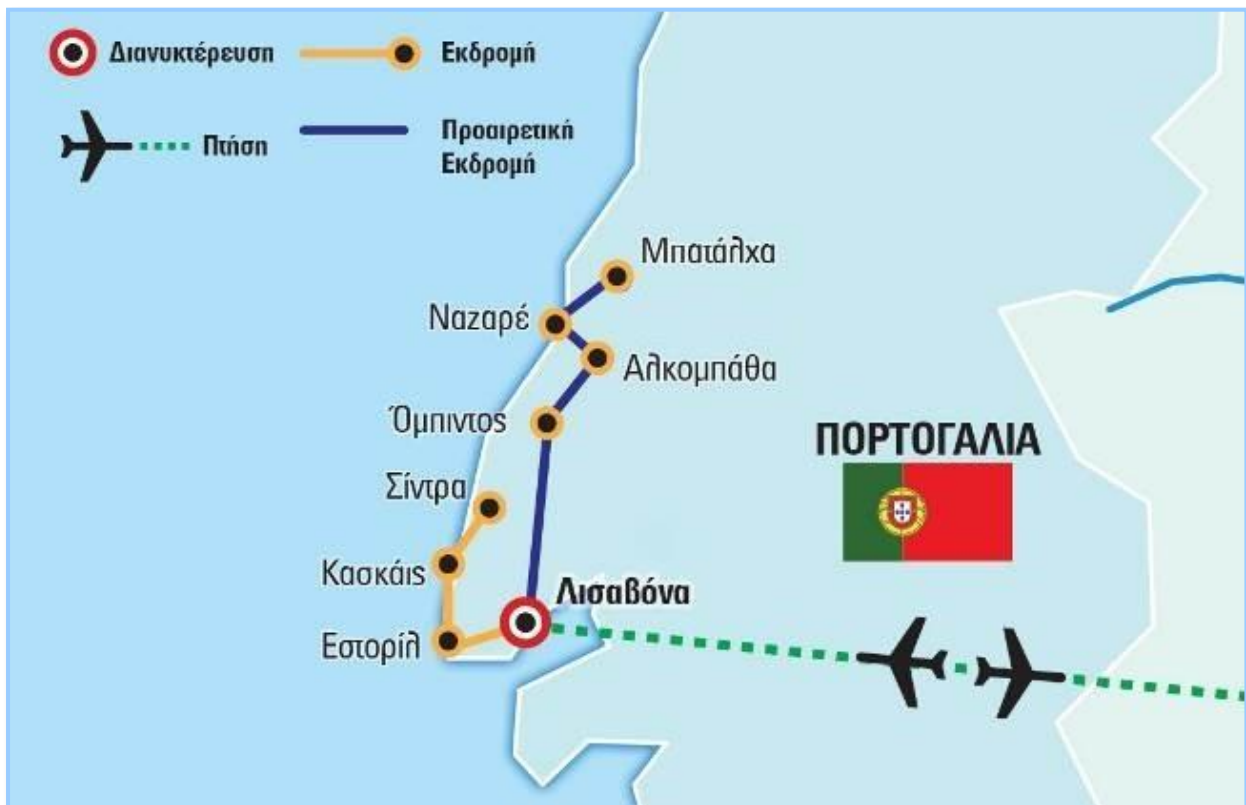 Διανυκτέρευση
Εκδρομή
Πτήση
Προαιρετική
Εκδρομή
Μπατάλχα
Ναζαρέ
Αλκομπάθα
Όμπιντος
ΠΟΡΤΟΓΑΛΙΑ
Σίντρα
Κασκάις
Λισαβόνα
Εστορίλ